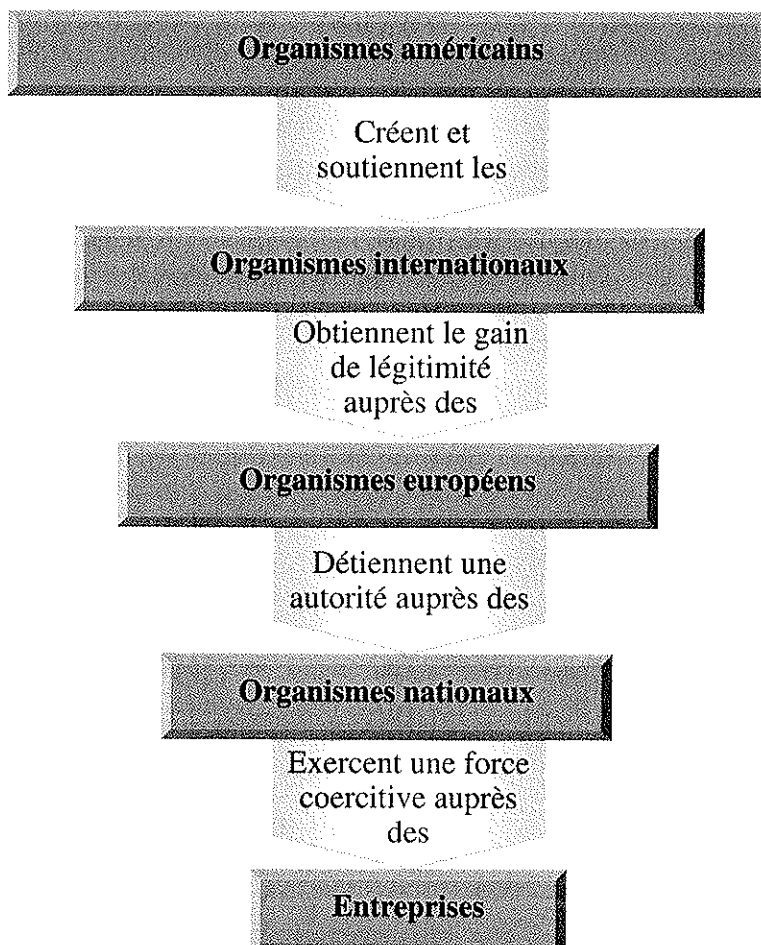 Organismes américains
Créent et
soutiennent les
Organismes internationaux
Obtiennent le gain
de légitimité
auprès des
Organismes européens
Détiennent une
autorité auprès des
Organismes nationaux
Exercent une force
coercitive auprès
des
Entreprises